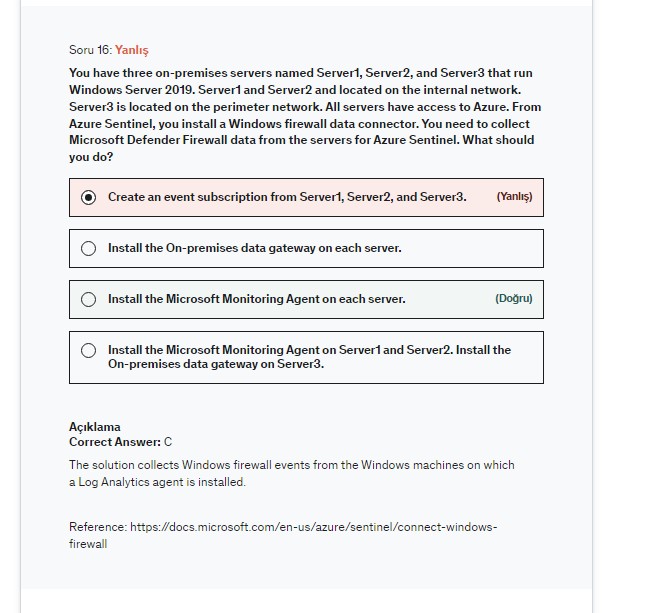 Soru 16: Yanlış
You have three on-premises servers named Server1, Server2, and Server3 that run
Windows Server 2019. Server1 and Server2 and located on the internal network.
Server3 is located on the perimeter network. All servers have access to Azure. From
Azure Sentinel, you install a Windows firewall data connector. You need to collect
Microsoft Defender Firewall data from the servers for Azure Sentinel. What should
you do?
Create an event subscription from Server1, Server2, and Server3. (Yanlış)
Install the On-premises data gateway on each server.
Install the Microsoft Monitoring Agent on each server. (Doğru)
Install the Microsoft Monitoring Agent on Server1 and Server2. Install the
On-premises data gateway on Server3.
Açıklama
Correct Answer: C
The solution collects Windows firewall events from the Windows machines on which
a Log Analytics agent is installed.
Reference: https://docs.microsoft.com/en-us/azure/sentinel/connect-windows-
firewall